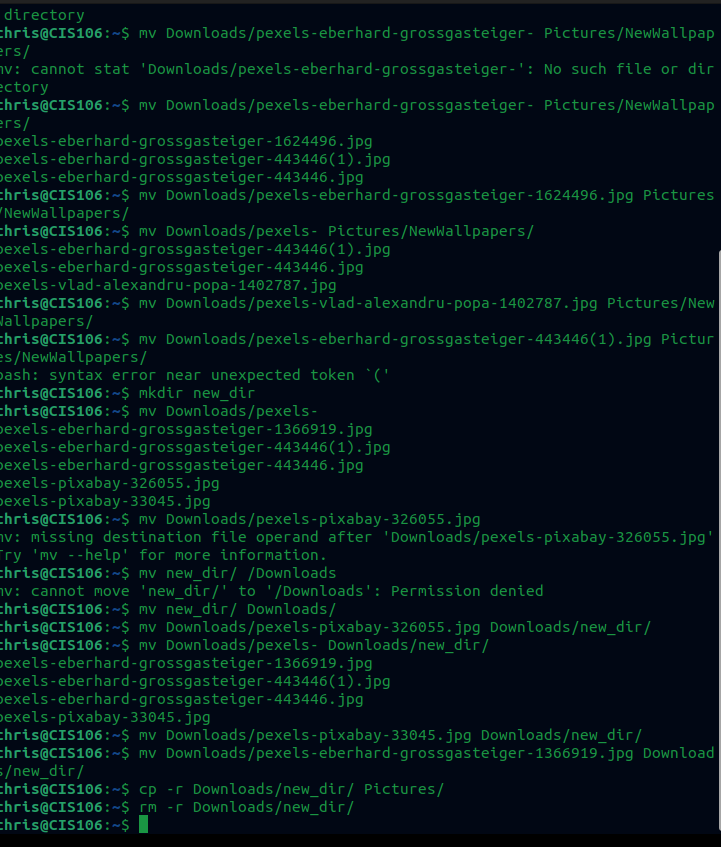 directory
chris@CIS106:~$ mv Downloads/pexels-eberhard-grossgasteiger- Pictures/NewWallpap
ers/
mv: cannot stat 'Downloads/pexels-eberhard-grossgasteiger-': No such file or dir
ectory
chris@CIS106:~$ mv Downloads/pexels-eberhard-grossgasteiger- Pictures/NewWallpap
ers/
pexels-eberhard-grossgasteiger-1624496.jpg
pexels-eberhard-grossgasteiger-443446(1).jpg
pexels-eberhard-grossgasteiger-443446.jpg
chris@CIS106:~$ mv Downloads/pexels-eberhard-grossgasteiger-1624496.jpg Pictures
/NewWallpapers/
chris@CIS106:~$ mv Downloads/pexels- Pictures/NewWallpapers/
pexels-eberhard-grossgasteiger-443446(1).jpg
pexels-eberhard-grossgasteiger-443446.jpg
pexels-vlad-alexandru-popa-1402787.jpg
chris@CIS106:~$ mv Downloads/pexels-vlad-alexandru-popa-1402787.jpg Pictures/New
Wallpapers/
chris@CIS106:~$ mv Downloads/pexels-eberhard-grossgasteiger-443446(1).jpg Pictur
es/NewWallpapers/
bash: syntax error near unexpected token `('
chris@CIS106:~$ mkdir new_dir
chris@CIS106:~$ mv Downloads/pexels-
pexels-eberhard-grossgasteiger-1366919.jpg
pexels-eberhard-grossgasteiger-443446(1).jpg
pexels-eberhard-grossgasteiger-443446.jpg
pexels-pixabay-326055.jpg
pexels-pixabay-33045.jpg
chris@CIS106:~$ mv Downloads/pexels-pixabay-326055.jpg
mv: missing destination file operand after 'Downloads/pexels-pixabay-326055.jpg'
Try 'mv --help' for more information.
chris@CIS106:~$ mv new_dir/ /Downloads
mv: cannot move 'new_dir/' to '/Downloads': Permission denied
chris@CIS106:~$ mv new_dir/ Downloads/
chris@CIS106:~$ mv Downloads/pexels-pixabay-326055.jpg Downloads/new_dir/
chris@CIS106:~$ mv Downloads/pexels- Downloads/new_dir/
pexels-eberhard-grossgasteiger-1366919.jpg
pexels-eberhard-grossgasteiger-443446(1).jpg
pexels-eberhard-grossgasteiger-443446.jpg
pexels-pixabay-33045.jpg
chris@CIS106:~$ mv Downloads/pexels-pixabay-33045.jpg Downloads/new_dir/
chris@CIS106:~$ mv Downloads/pexels-eberhard-grossgasteiger-1366919.jpg Download
s/new_dir/
chris@CIS106:~$ cp -r Downloads/new_dir/ Pictures/
chris@CIS106:~$ rm -r Downloads/new_dir/
chris@CIS106:~$